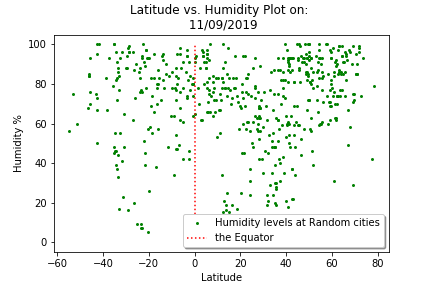 Latitude vs. Humidity Plot on:
11/09/2019
100
80
60
40
20
0
Humidity %
Humidity levels at Random cities
the Equator
−60 −40 −20 0 20 40 60 80
Latitude